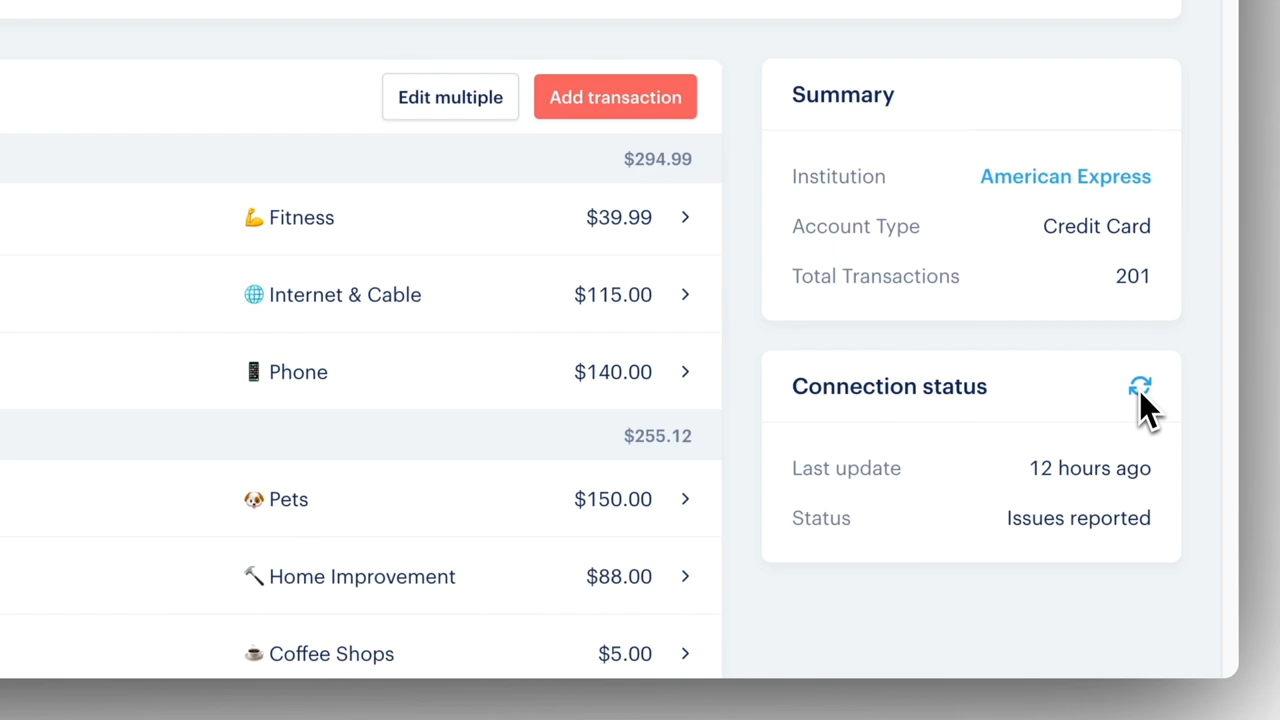 Edit multiple
Add transaction
$294.99
Fitness $39.99
Internet & Cable $115.00
Phone $140.00
$255.12
Pets $150.00
Home Improvement $88.00
Coffee Shops $5.00
Summary
Institution American Express
Account Type Credit Card
Total Transactions 201
Connection status
Last update 12 hours ago
Status Issues reported